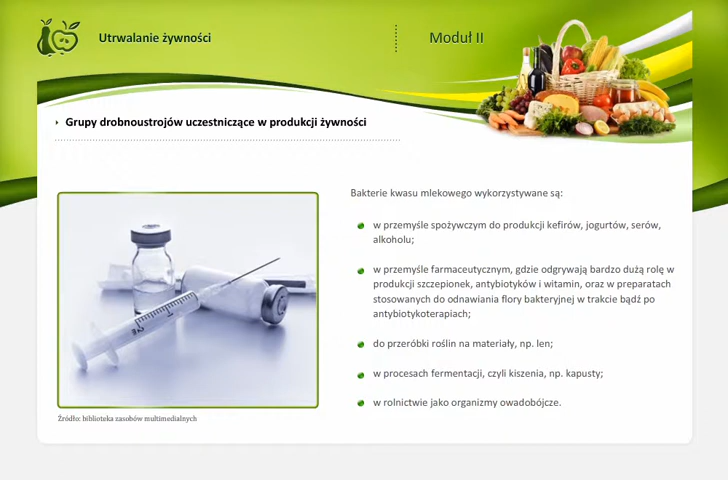 Utrwalanie żywności
Moduł II
Grupy drobnoustrojów uczestniczące w produkcji żywności
Bakterie kwasu mlekowego wykorzystywane są:
w przemyśle spożywczym do produkcji kefirów, jogurtów, serów,
alkoholu;
w przemyśle farmaceutycznym, gdzie odgrywają bardzo dużą rolę w
produkcji szczepionek, antybiotyków i witamin, oraz w preparatach
stosowanych do odnawiania flory bakteryjnej w trakcie bądź po
antybiotykoterapiach;
do przeróbki roślin na materiały, np. len;
w procesach fermentacji, czyli kiszenia, np. kapusty;
w rolnictwie jako organizmy owadobójcze.
Źródło: biblioteka zasobów multimedialnych